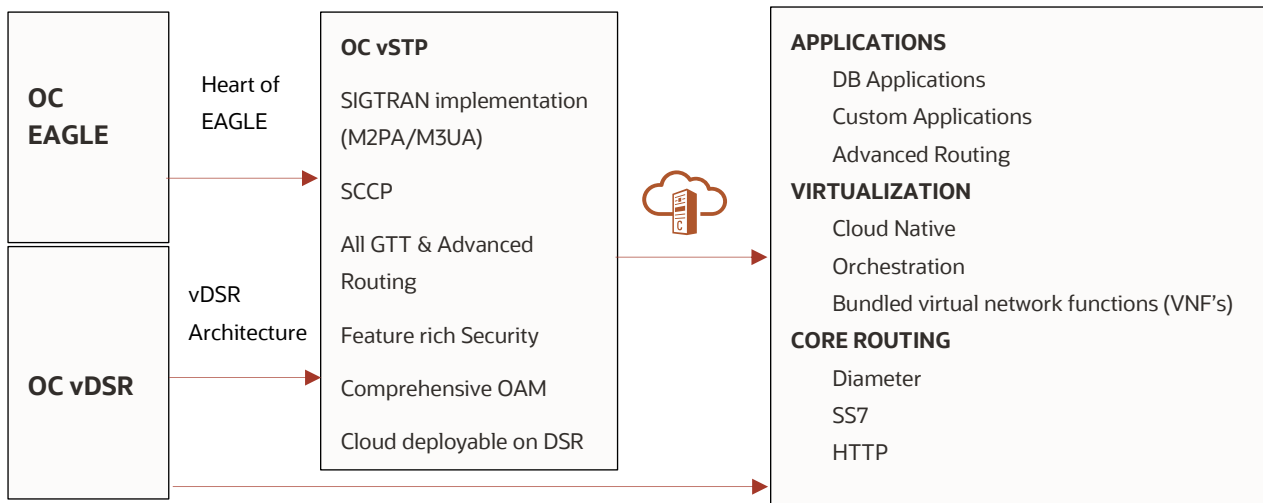 OC
EAGLE
Heart of
EAGLE
OC vDSR
vDSR
Architecture
OC vSTP
SIGTRAN implementation
(M2PA/M3UA)
SCCP
All GTT & Advanced
Routing
Feature rich Security
Comprehensive OAM
Cloud deployable on DSR
C
APPLICATIONS
DB Applications
Custom Applications
Advanced Routing
VIRTUALIZATION
Cloud Native
Orchestration
Bundled virtual network functions (VNF's)
CORE ROUTING
Diameter
SS7
HTTP